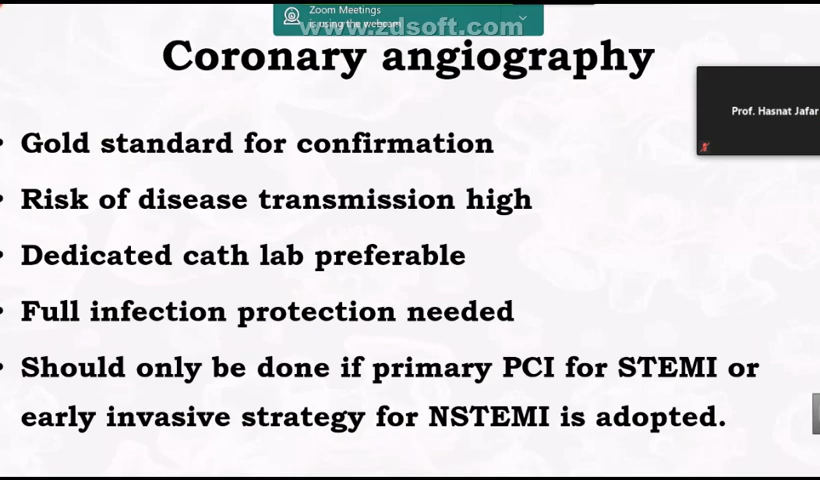 Zoom Meetings
is using the webcam
www.zdsoft.com
Coronary angiography
Prof. Hasnat Jafar
• Gold standard for confirmation
• Risk of disease transmission high
• Dedicated cath lab preferable
• Full infection protection needed
• Should only be done if primary PCI for STEMI or
early invasive strategy for NSTEMI is adopted.